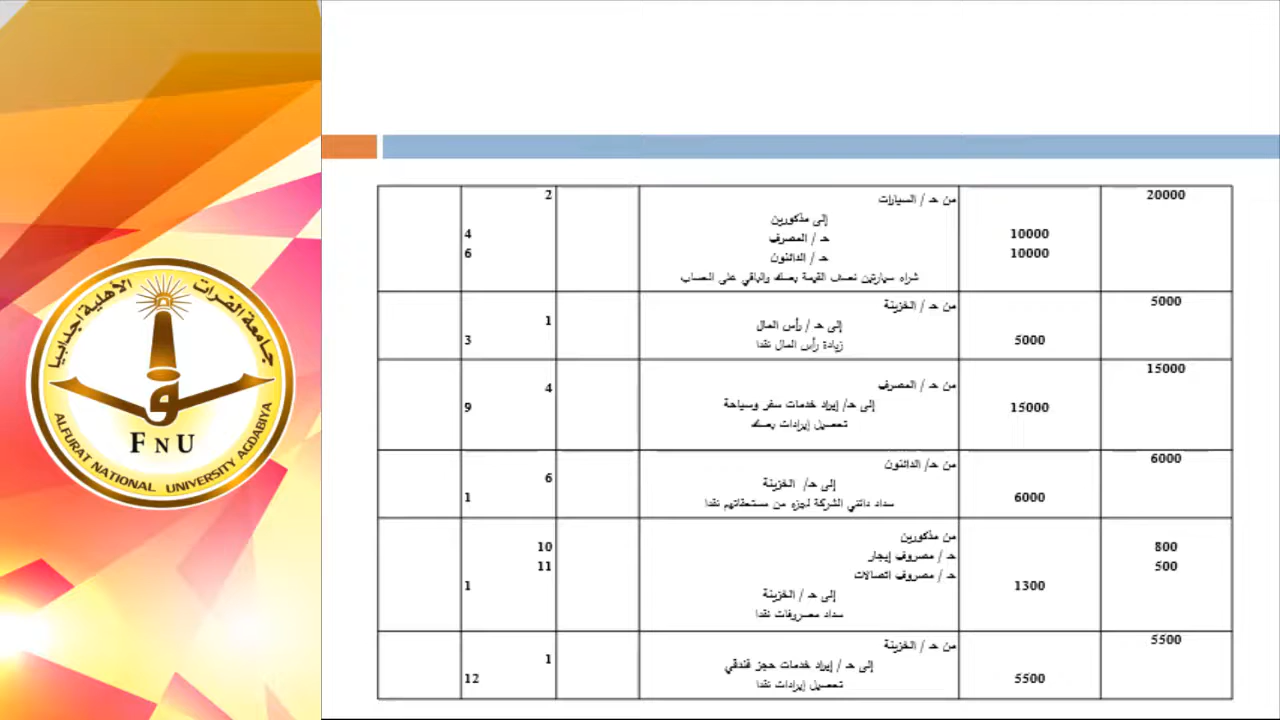 جامعة الفرات الأهلية اجدابيا
FNU
ALFURAT NATIONAL UNIVERSITY AGDABIYA
20000 من حـ / السيارات 2
إلى مذكورين
10000 حـ / المصرف 4
10000 حـ / الدائنون 6
شراء سيارتين نصف القيمة بصك والباقي على الحساب
5000 من حـ / الخزينة 1
إلى حـ / رأس المال
5000 زيادة رأس المال نقدا 3
15000
من حـ / المصرف 4
15000 إلى حـ/ إيراد خدمات سفر وسياحة 9
تحصيل إيرادات بصك
6000 من حـ/ الدائنون 6
إلى حـ/ الخزينة
6000 سداد دائني الشركة لجزء من مستحقاتهم نقدا 1
من مذكورين
800 حـ / مصروف إيجار 10
500 حـ / مصروف اتصالات 11
1300 إلى حـ / الخزينة 1
سداد مصروفات نقدا
5500 من حـ / الخزينة 1
إلى حـ / إيراد خدمات حجز فندقي
5500 تحصيل إيرادات نقدا 12